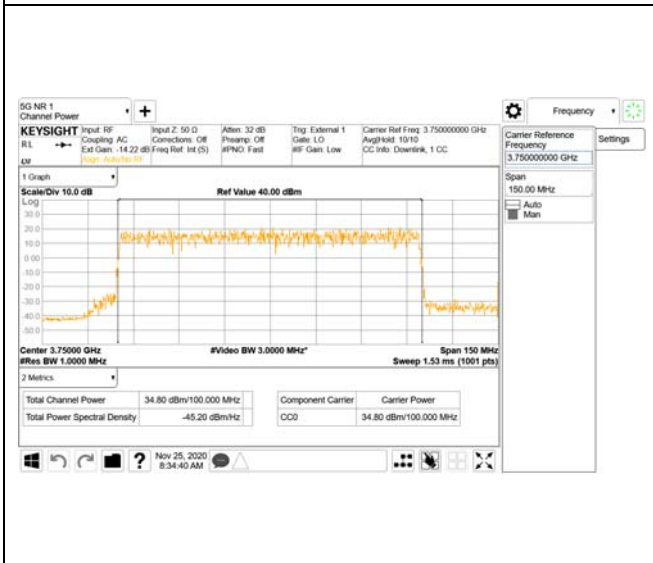 5G NR 1
Channel Power
Frequency
KEYSIGHT
RL
Input: RF
Coupling: AC
Ext Gain: -14.22 dB
Align: Auto/No RF
Input Z: 50 Ω
Corrections: Off
Freq Ref: Int (S)
Atten: 32 dB
Preamp: Off
#PNO: Fast
Trig: External 1
Gate: LO
#IF Gain: Low
Carrier Ref Freq: 3.750000000 GHz
Avg|Hold: 10/10
CC Info: Downlink, 1 CC
Carrier Reference
Frequency
3.750000000 GHz
Settings
Span
150.00 MHz
Auto
Man
1 Graph
Scale/Div 10.0 dB
Ref Value 40.00 dBm
Log
30.0
20.0
10.0
0.00
-10.0
-20.0
-30.0
-40.0
-50.0
Center 3.75000 GHz
#Video BW 3.0000 MHz*
Span 150 MHz
#Res BW 1.0000 MHz
Sweep 1.53 ms (1001 pts)
2 Metrics
Total Channel Power 34.80 dBm/100.000 MHz
Total Power Spectral Density -45.20 dBm/Hz
Component Carrier Carrier Power
CC0 34.80 dBm/100.000 MHz
?
Nov 25, 2020
8:34:40 AM